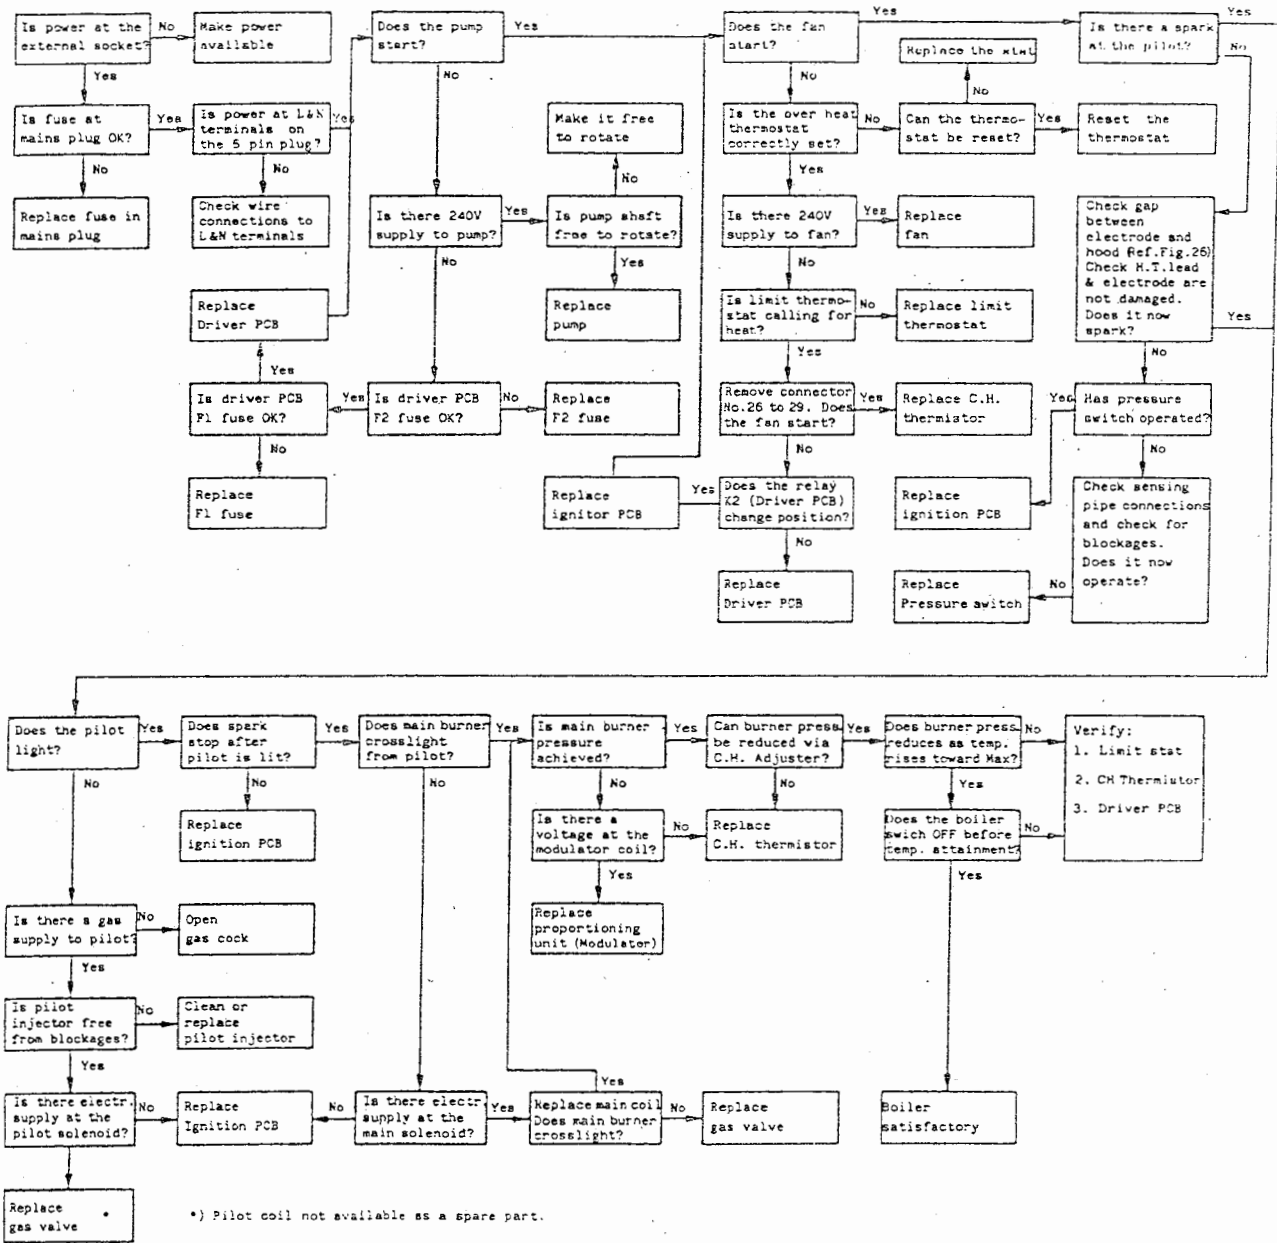 Is power at the
external socket?
No
Make power
available
Does the pump
start?
Yes
Does the fan
start?
Yes
Is there a spark
at the pilot?
Yes
No
Yes
No
No
Replace the stat
No
Is fuse at
mains plug OK?
Yes
Is power at L&N
terminals on
the 5 pin plug?
Yes
Make it free
to rotate
Is the over heat
thermostat
correctly set?
No
Can the thermo-
stat be reset?
Yes
Reset the
thermostat
No
No
No
Yes
Replace fuse in
mains plug
Check wire
connections to
L&N terminals
Is there 240V
supply to pump?
Yes
Is pump shaft
free to rotate?
Is there 240V
supply to fan?
Yes
Replace
fan
Check gap
between
electrode and
hood (Ref.Fig.26)
Check H.T.lead
& electrode are
not damaged.
Does it now
spark?
Yes
No
Yes
No
Replace
Driver PCB
Replace
pump
Is limit thermo-
stat calling for
heat?
No
Replace limit
thermostat
Yes
Yes
No
Is driver PCB
F1 fuse OK?
Yes
Is driver PCB
F2 fuse OK?
No
Replace
F2 fuse
Remove connector
No.26 to 29. Does
the fan start?
Yes
Replace C.H.
thermistor
Yes
Has pressure
switch operated?
No
No
No
Replace
F1 fuse
Replace
ignitor PCB
Yes
Does the relay
K2 (Driver PCB)
change position?
Replace
ignition PCB
Check sensing
pipe connections
and check for
blockages.
Does it now
operate?
No
Replace
Driver PCB
Replace
Pressure switch
No
Does the pilot
light?
Yes
Does spark
stop after
pilot is lit?
Yes
Does main burner
crosslight
from pilot?
Yes
Is main burner
pressure
achieved?
Yes
Can burner press
be reduced via
C.H. Adjuster?
Yes
Does burner press
reduces as temp.
rises toward Max?
No
Verify:
1. Limit stat
2. CH Thermistor
3. Driver PCB
No
No
No
No
No
Yes
Replace
ignition PCB
Is there a
voltage at the
modulator coil?
No
Replace
C.H. thermistor
Does the boiler
swich OFF before
temp. attainment?
No
Yes
Yes
Is there a gas
supply to pilot?
No
Open
gas cock
Replace
proportioning
unit (Modulator)
Yes
Is pilot
injector free
from blockages?
No
Clean or
replace
pilot injector
Yes
Yes
Is there electr.
supply at the
pilot solenoid?
No
Replace
Ignition PCB
No
Is there electr
supply at the
main solenoid?
Yes
Replace main coil
Does main burner
crosslight?
No
Replace
gas valve
Boiler
satisfactory
Replace
gas valve *
*) Pilot coil not available as a spare part.